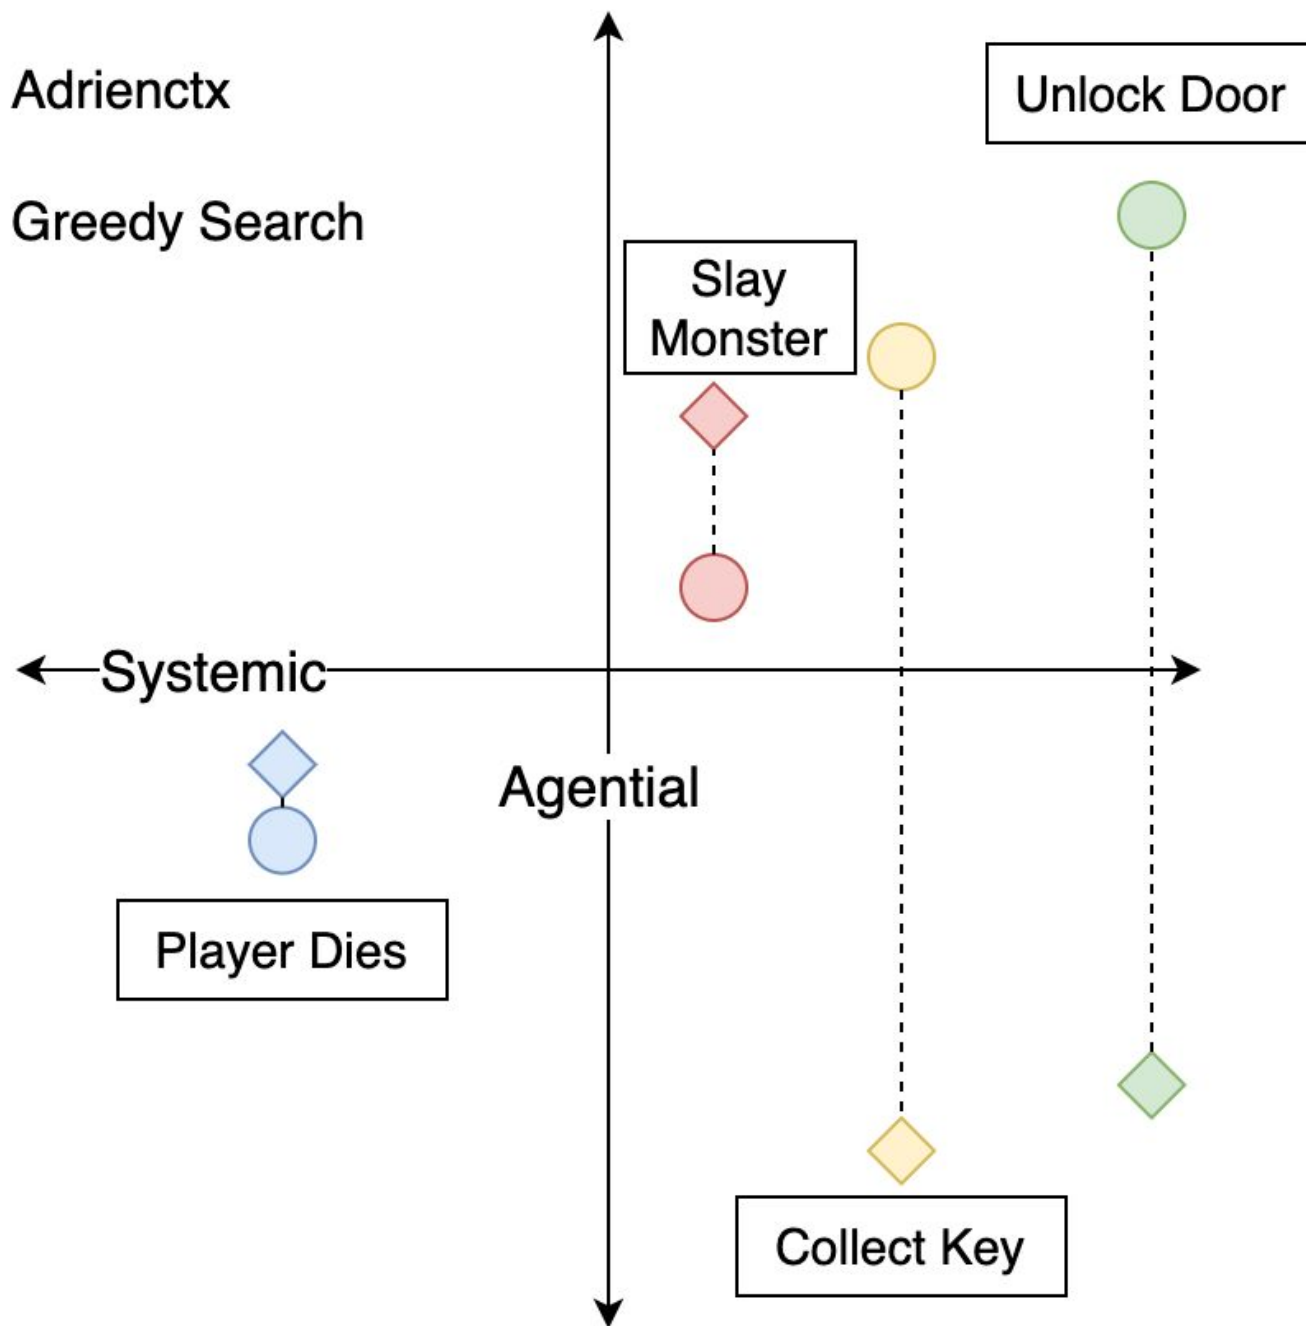 Adrienctx
Unlock Door
Greedy Search
Slay
Monster
Systemic
Agential
Player Dies
Collect Key